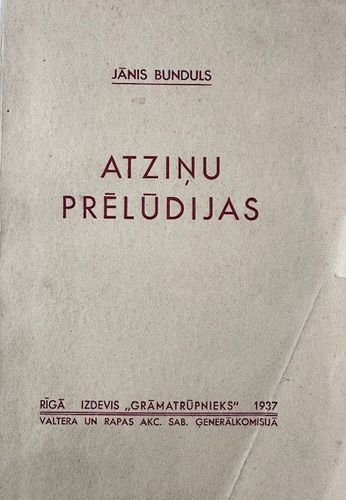 JĀNIS BUNDULS
ATZIŅU
PRĒLŪDIJAS
RĪGĀ IZDEVIS „GRĀMATRŪPNIEKS" 1937
VALTERA UN RAPAS AKC. SAB. ĢENERĀLKOMISIJĀ